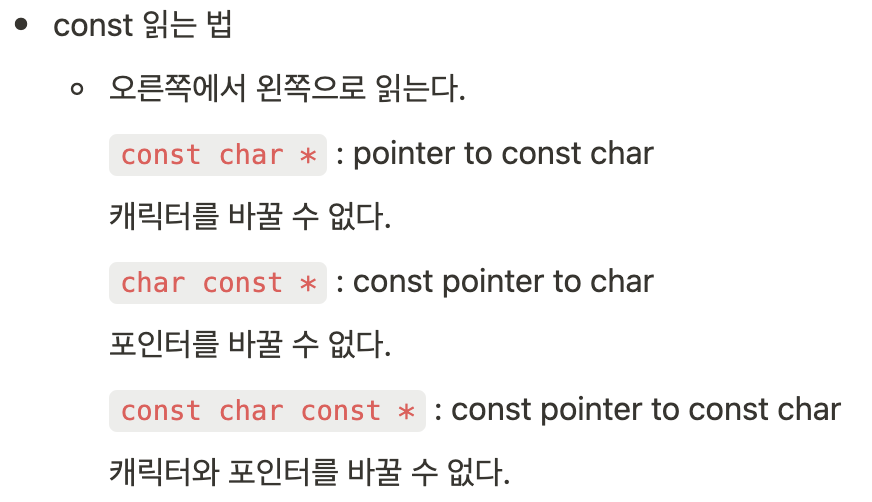 const 읽는 법
오른쪽에서 왼쪽으로 읽는다.
const char * : pointer to const char
캐릭터를 바꿀 수 없다.
char const * : const pointer to char
포인터를 바꿀 수 없다.
const char const * : const pointer to const char
캐릭터와 포인터를 바꿀 수 없다.